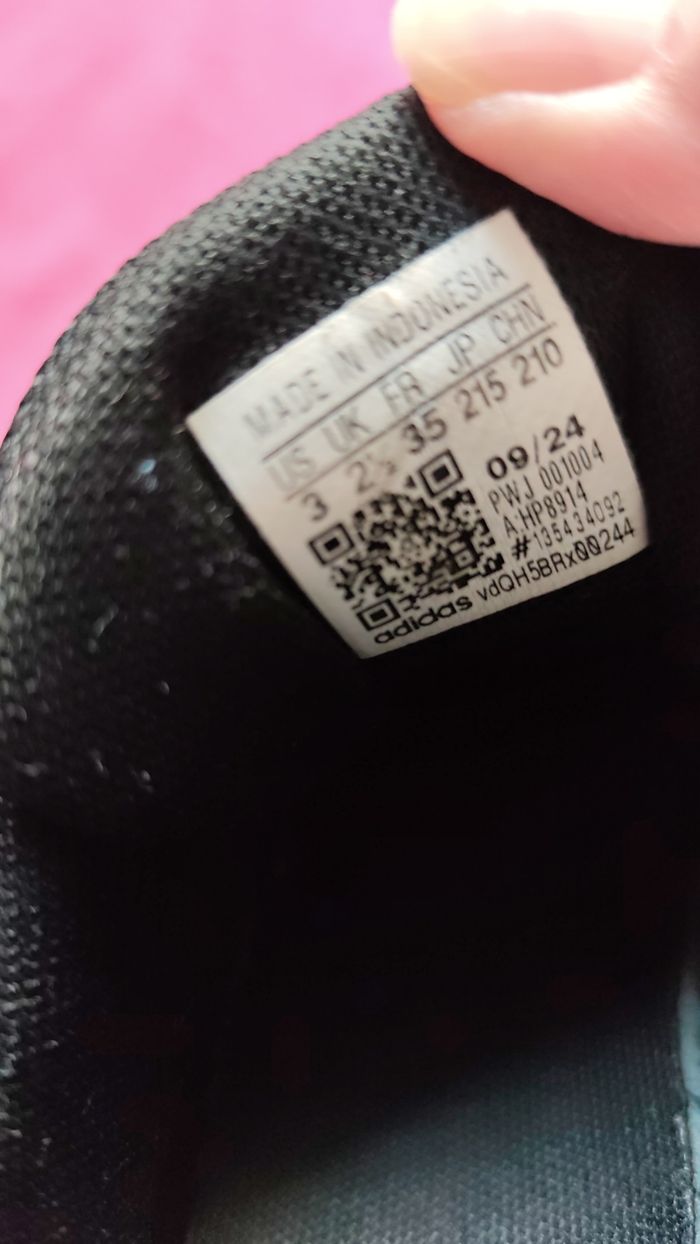 MADE IN INDONESIA
US UK FR JP CHN
3 2½ 35 215 210
09/24
PWJ 001004
A:HP8914
#135434092
adidas vdQH5BRx00244